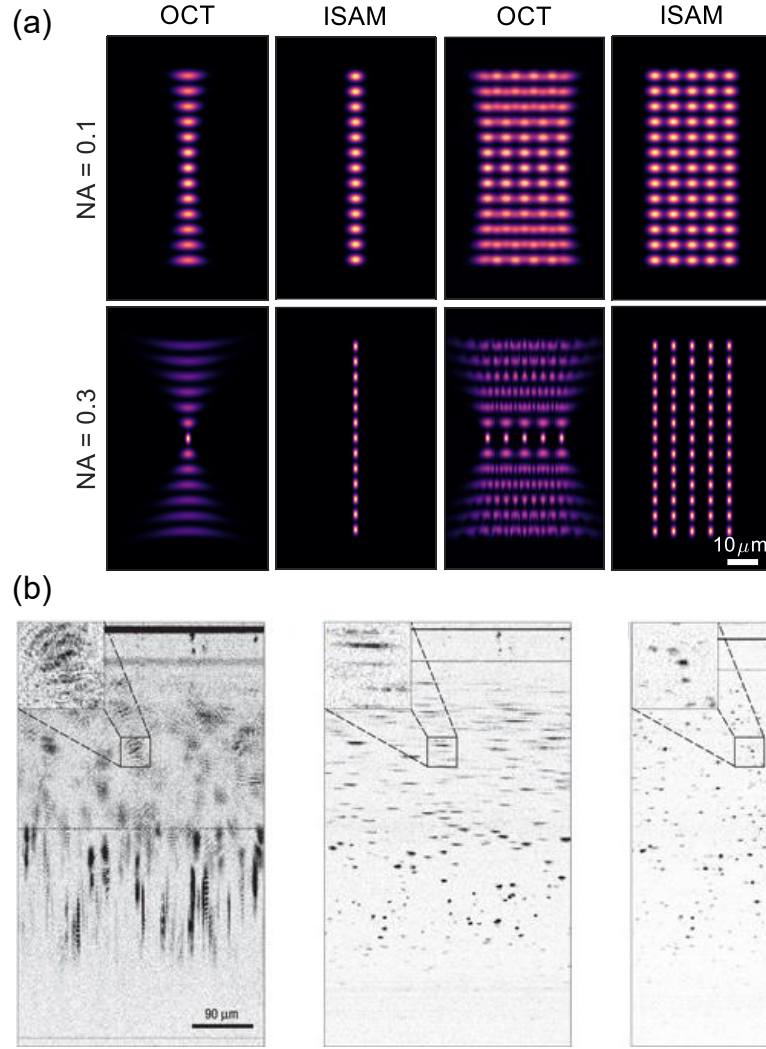 (a)
OCT ISAM OCT ISAM
NA = 0.1
NA = 0.3
10 μm
(b)
90 μm